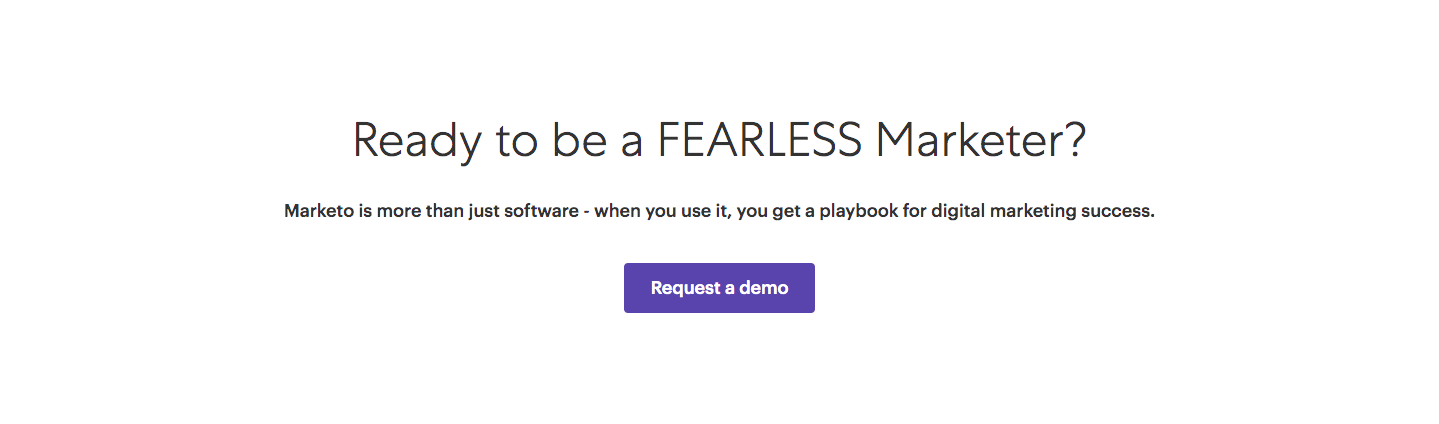 Ready to be a FEARLESS Marketer?
Marketo is more than just software - when you use it, you get a playbook for digital marketing success.
Request a demo